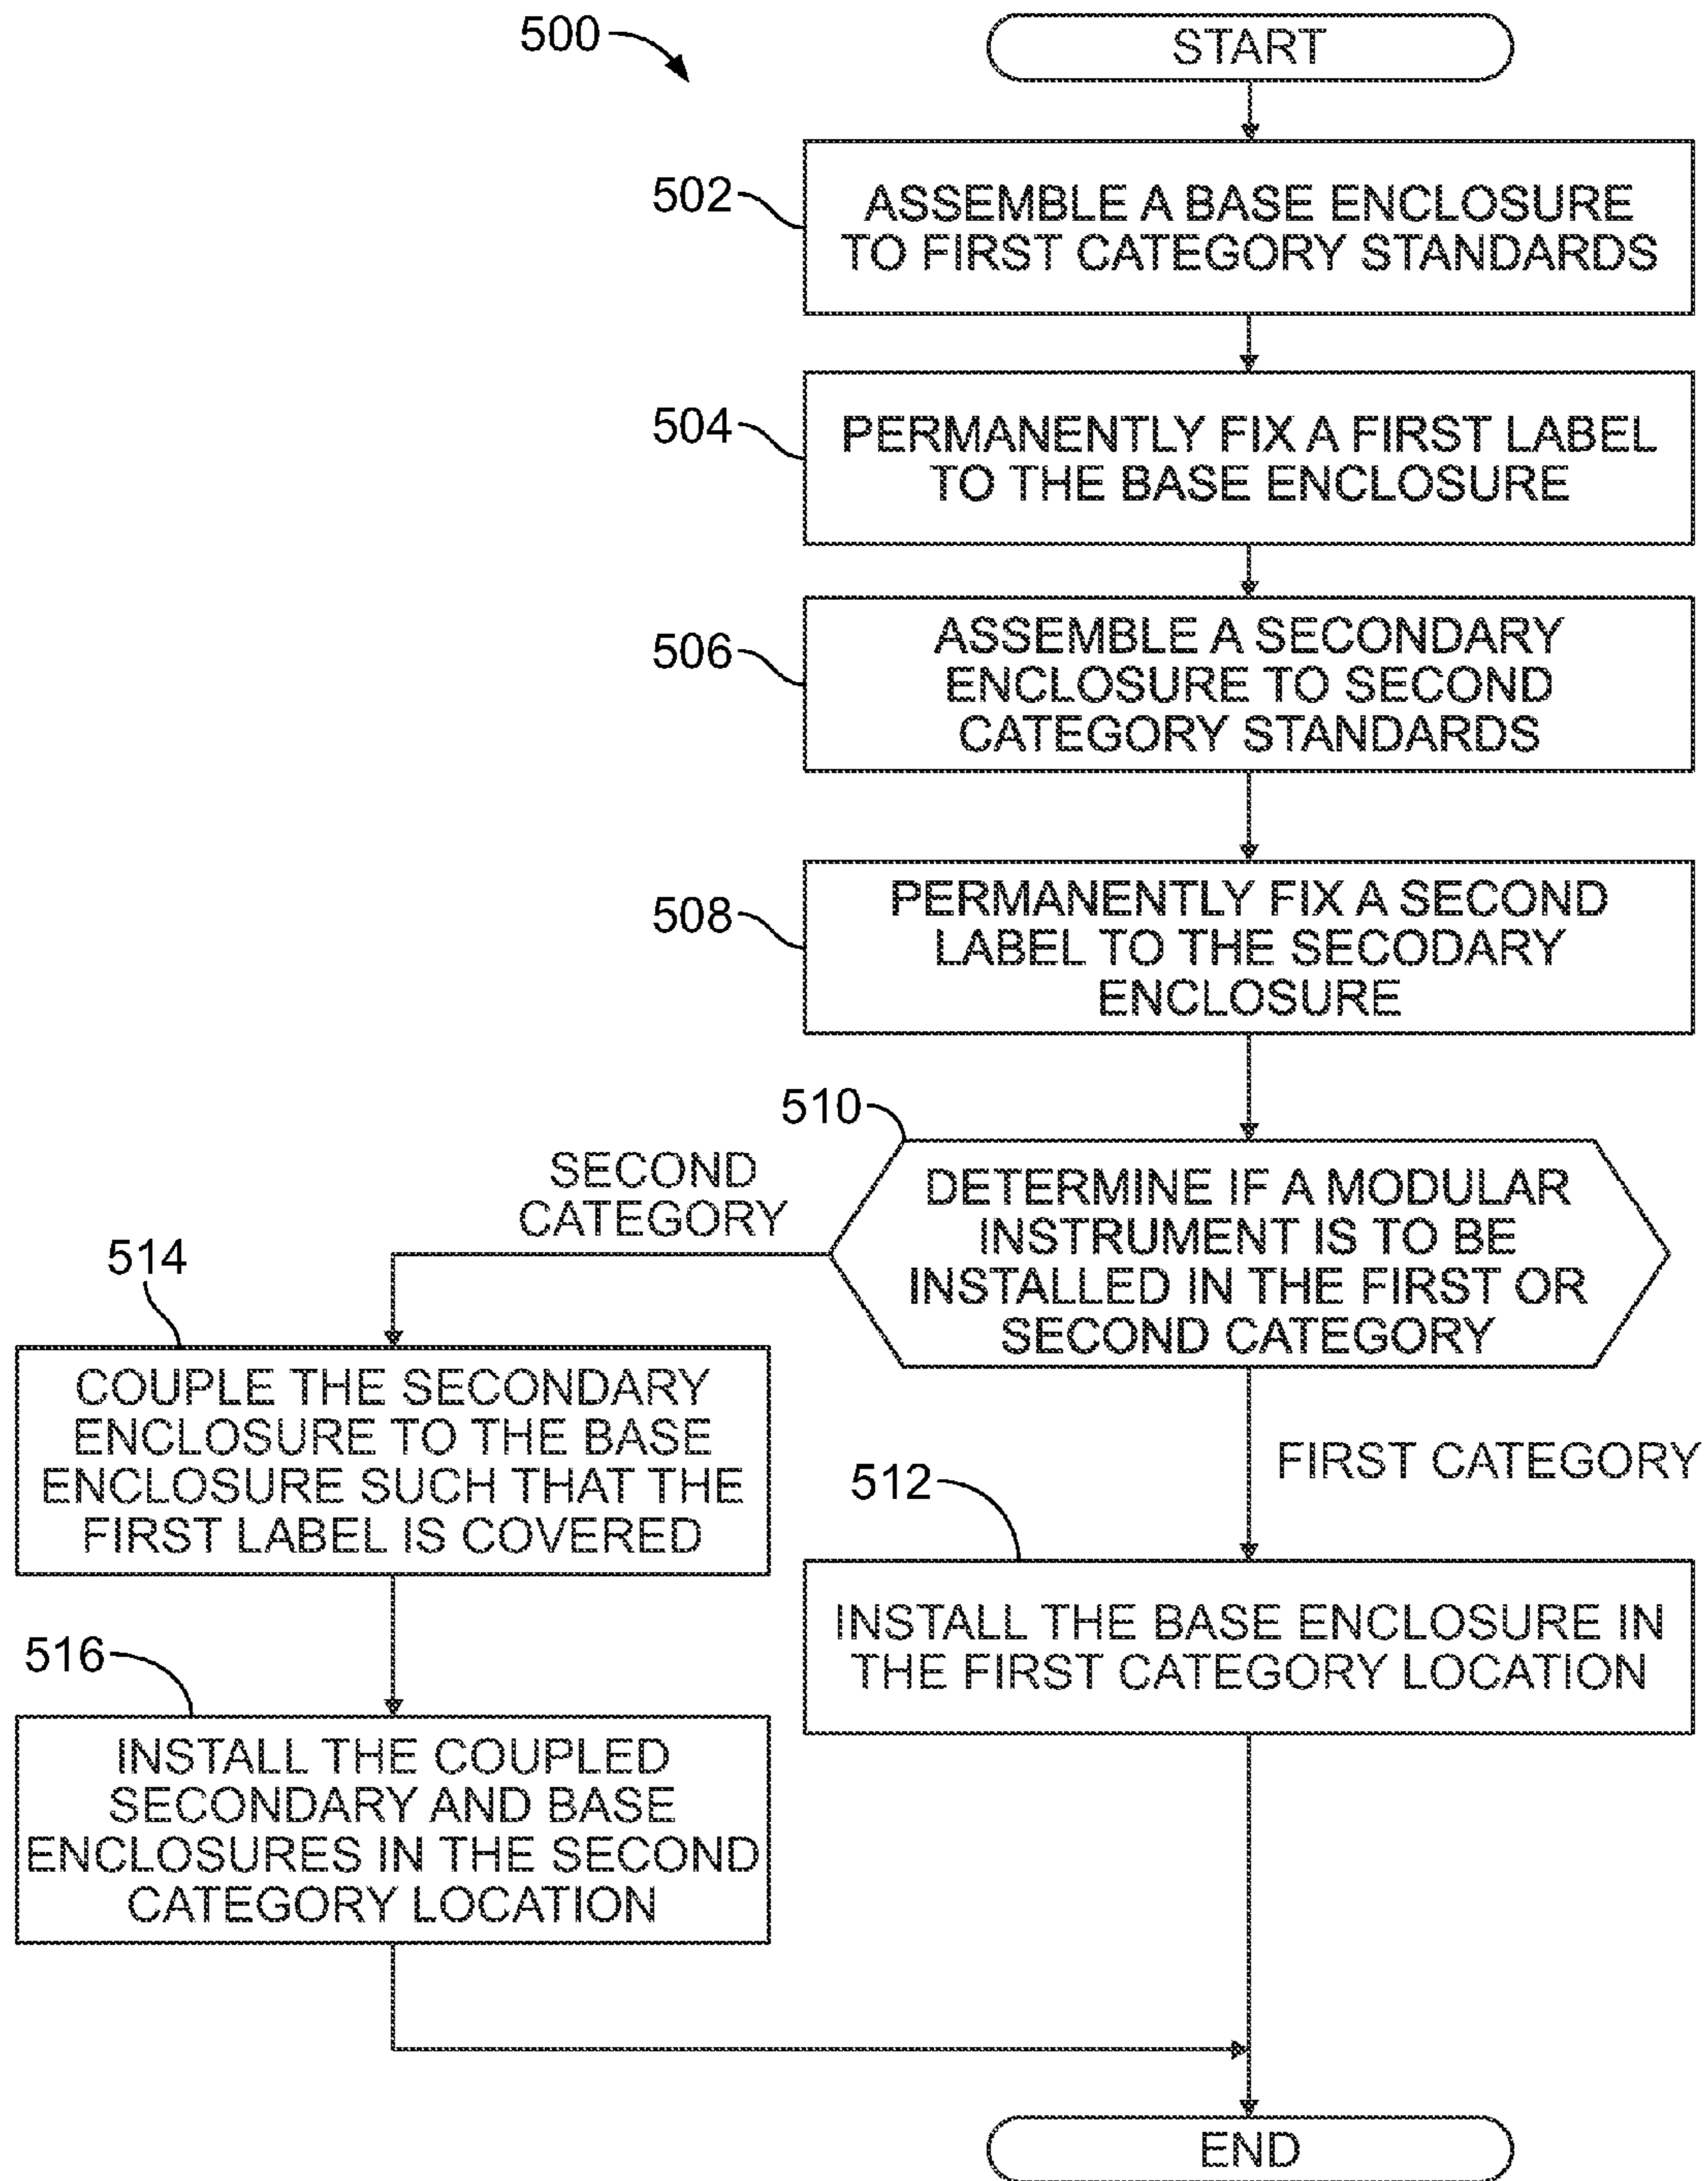 500
START
502
ASSEMBLE A BASE ENCLOSURE
TO FIRST CATEGORY STANDARDS
504
PERMANENTLY FIX A FIRST LABEL
TO THE BASE ENCLOSURE
506
ASSEMBLE A SECONDARY
ENCLOSURE TO SECOND
CATEGORY STANDARDS
508
PERMANENTLY FIX A SECOND
LABEL TO THE SECODARY
ENCLOSURE
510
DETERMINE IF A MODULAR
INSTRUMENT IS TO BE
INSTALLED IN THE FIRST OR
SECOND CATEGORY
SECOND
CATEGORY
514
COUPLE THE SECONDARY
ENCLOSURE TO THE BASE
ENCLOSURE SUCH THAT THE
FIRST LABEL IS COVERED
FIRST CATEGORY
512
INSTALL THE BASE ENCLOSURE IN
THE FIRST CATEGORY LOCATION
516
INSTALL THE COUPLED
SECONDARY AND BASE
ENCLOSURES IN THE SECOND
CATEGORY LOCATION
END